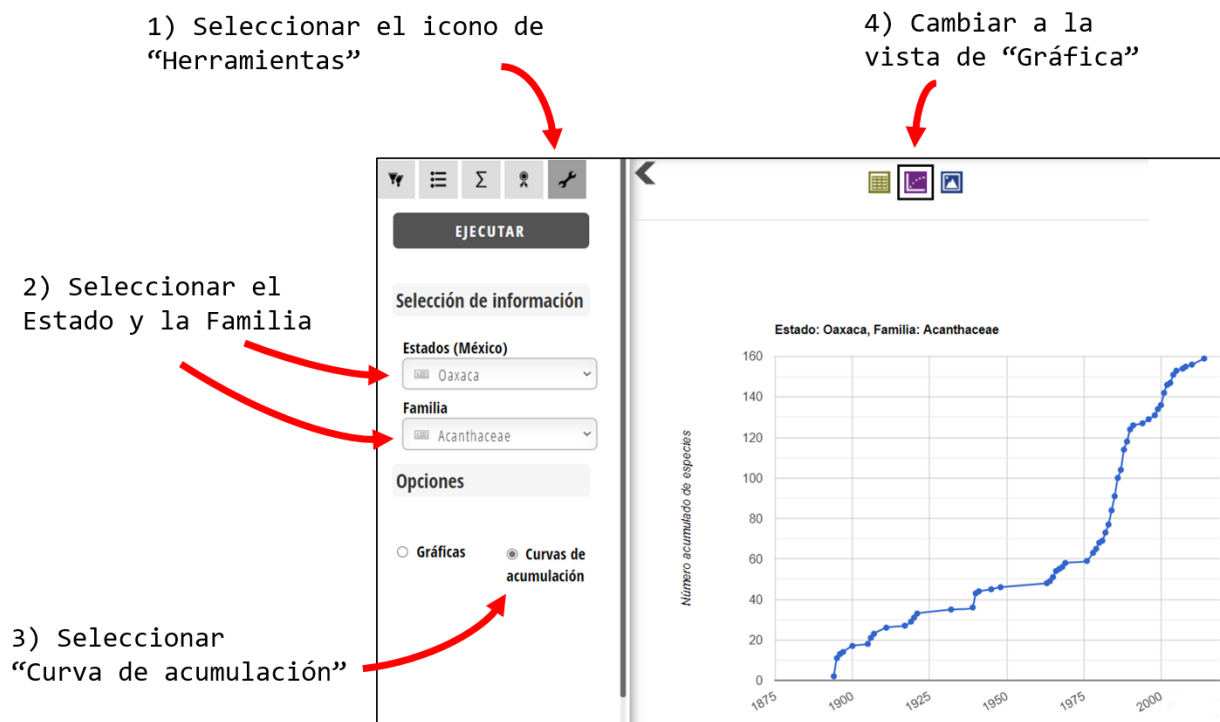 1) Seleccionar el icono de
“Herramientas”
4) Cambiar a la
vista de “Gráfica”
Σ
EJECUTAR
2) Seleccionar el
Estado y la Familia
Selección de información
Estados (México)
Oaxaca
Familia
Acanthaceae
Opciones
Gráficas
Curvas de
acumulación
3) Seleccionar
“Curva de acumulación”
Estado: Oaxaca, Familia: Acanthaceae
Número acumulado de especies
160
140
120
100
80
60
40
20
0
1875
1900
1925
1950
1975
2000